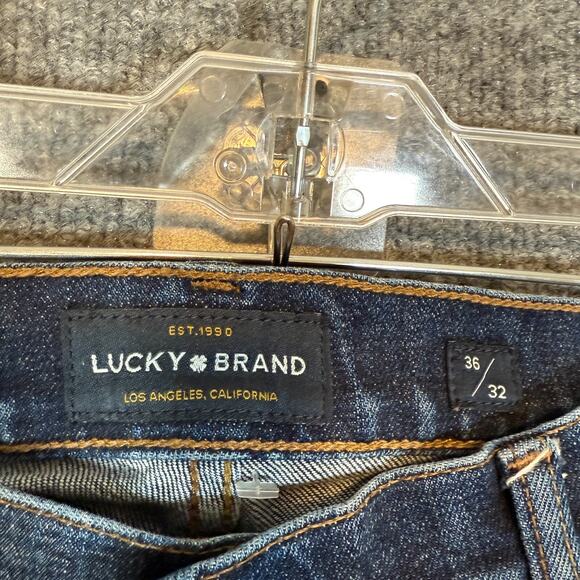 EST.1990
LUCKY BRAND
LOS ANGELES, CALIFORNIA
36/32